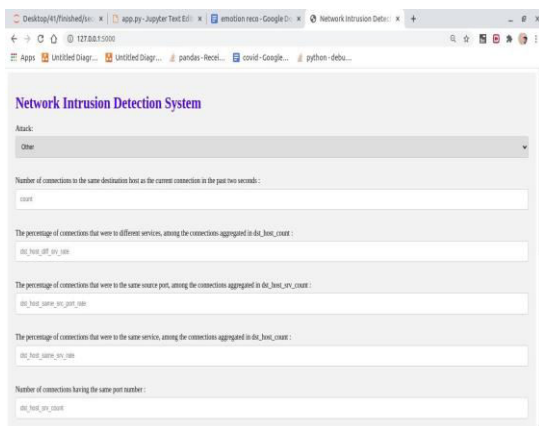 Desktop/41/finished/sec
app.py - Jupyter Text Edi
emotion reco - Google Do
Network Intrusion Detec
127.0.0.1:5000
Apps
Untitled Diagr...
Untitled Diagr...
pandas - Recei...
covid - Google...
python - debu...
Network Intrusion Detection System
Attack:
Other
Number of connections to the same destination host as the current connection in the past two seconds :
count
The percentage of connections that were to different services, among the connections aggregated in dst_host_count :
dst_host_diff_srv_rate
The percentage of connections that were to the same source port, among the connections aggregated in dst_host_srv_count :
dst_host_same_src_port_rate
The percentage of connections that were to the same service, among the connections aggregated in dst_host_count :
dst_host_same_srv_rate
Number of connections having the same port number :
dst_host_srv_count